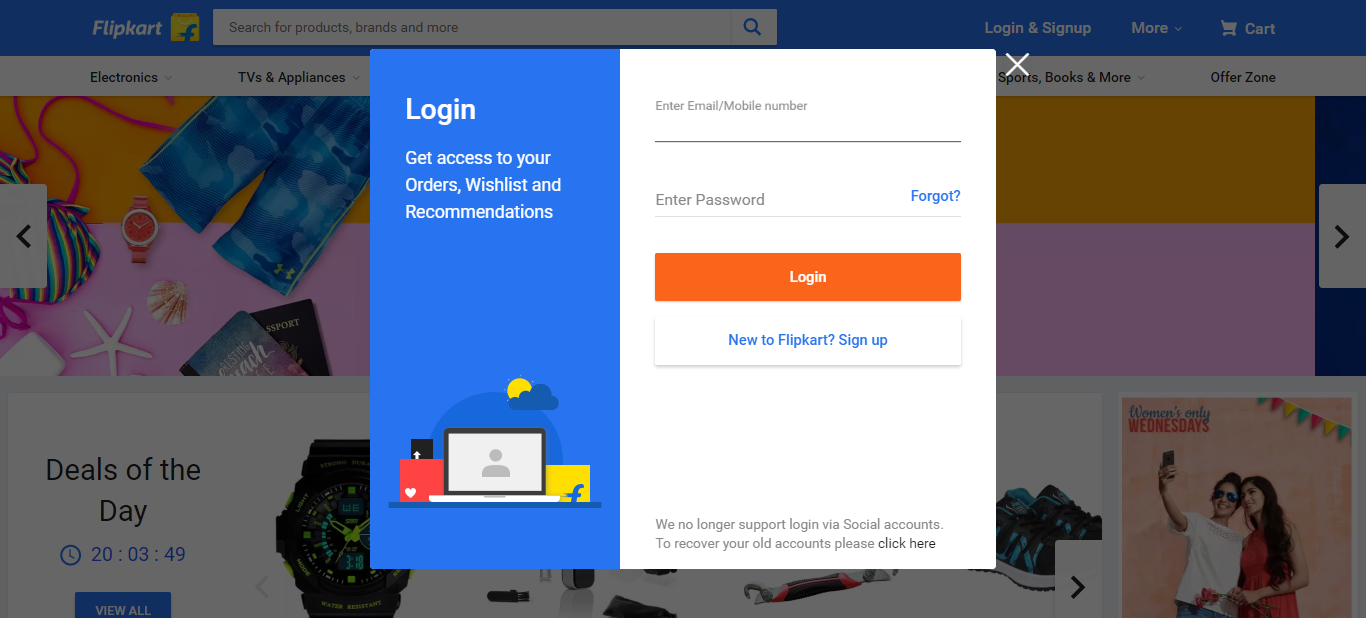 Flipkart
Search for products, brands and more
Login & Signup
More
Cart
Electronics
TVs & Appliances
Sports, Books & More
Offer Zone
Login
Get access to your
Orders, Wishlist and
Recommendations
Enter Email/Mobile number
Enter Password
Forgot?
Login
New to Flipkart? Sign up
We no longer support login via Social accounts.
To recover your old accounts please click here
Deals of the
Day
20 : 03 : 49
VIEW ALL
WATER RESISTANT
Women's only
WEDNESDAYS